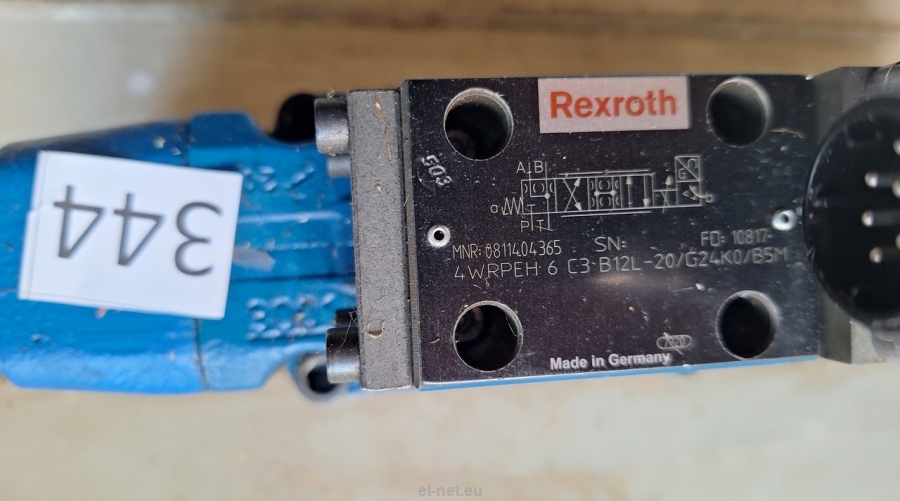 Rexroth
503
A B
a
T
P T
G
MNR: 0811404365 SN: FD: 10817-
4WRPEH 6 C3 B12L -20/G24K0/B5M
Made in Germany
344
el-net.eu